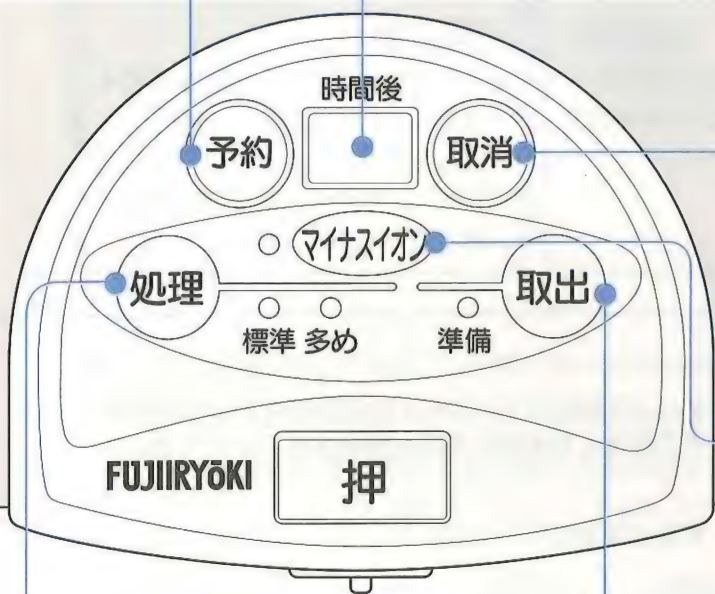 時間後
予約
取消
マイナスイオン
処理
取出
標準 多め 準備
FUJIIRYōKI
押